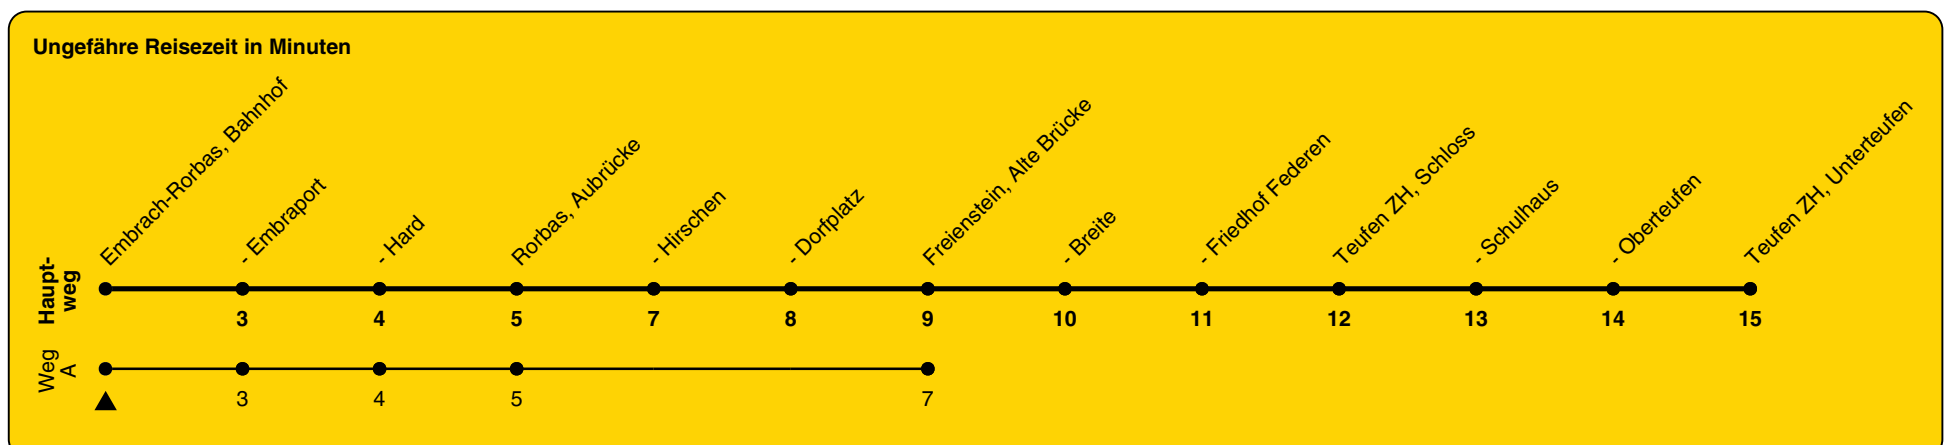 Ungefähre Reisezeit in Minuten
Embrach-Rorbas, Bahnhof
- Embraport
- Hard
Rorbas, Aubrücke
- Hirschen
- Dorfplatz
Freienstein, Alte Brücke
- Breite
- Friedhof Federen
Teufen ZH, Schloss
- Schulhaus
- Oberteufen
Teufen ZH, Unterteufen
Haupt-
weg
3 4 5 7 8 9 10 11 12 13 14 15
Weg
A
3 4 5 7